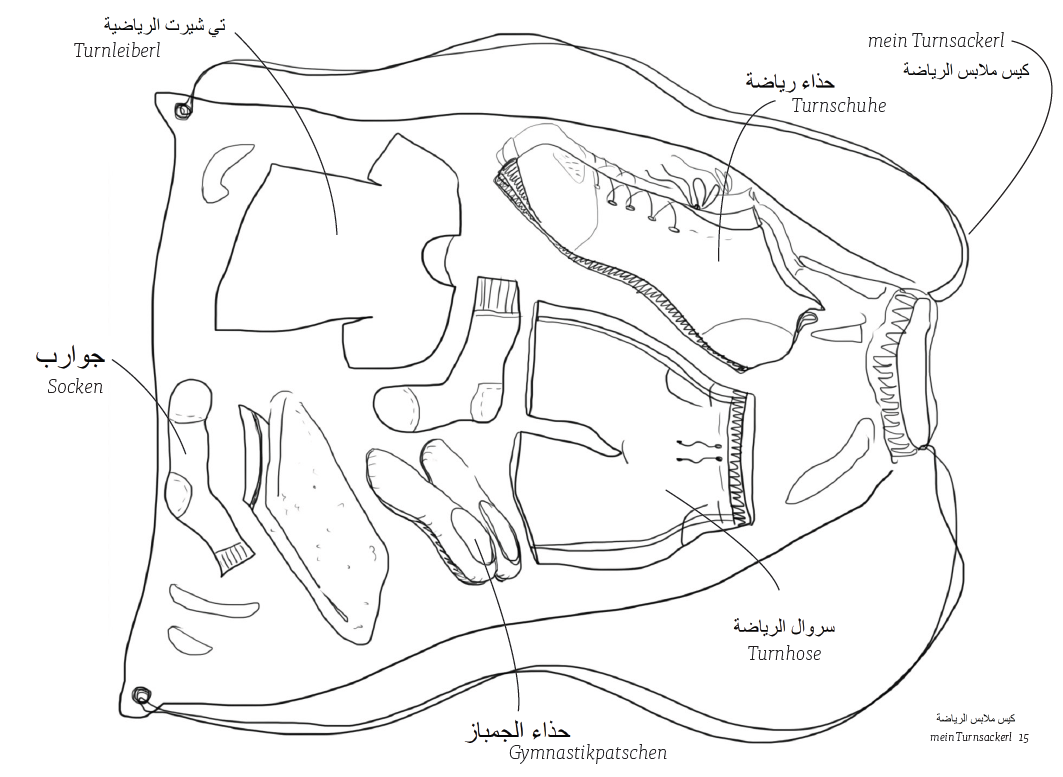 تي شيرت الرياضية
Turnleiberl
mein Turnsackerl
كيس ملابس الرياضة
حذاء رياضة
Turnschuhe
جوارب
Socken
سروال الرياضة
Turnhose
حذاء الجمباز
Gymnastikpatschen
كيس ملابس الرياضة
mein Turnsackerl 15